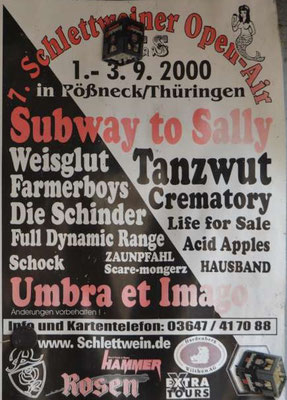 7. Schlettweiner Open-Air
1.- 3. 9. 2000
in Pößneck/Thüringen
Subway to Sally
Weisglut
Tanzwut
Farmerboys
Crematory
Die Schinder
Life for Sale
Full Dynamic Range
Acid Apples
Schock
ZAUNPFAHL
Scare-mongerz
HAUSBAND
Umbra et Imago
Änderungen vorbehalten !
Info und Kartentelefon: 03647 / 41 70 88
www.Schlettwein.de
HAMMER
Rosen
EXTRA
TOURS